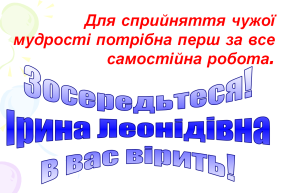 Для сприйняття чужої
мудрості потрібна перш за все
самостійна робота.
Зосередьтеся!
Ірина Леонідівна
в вас вірить!